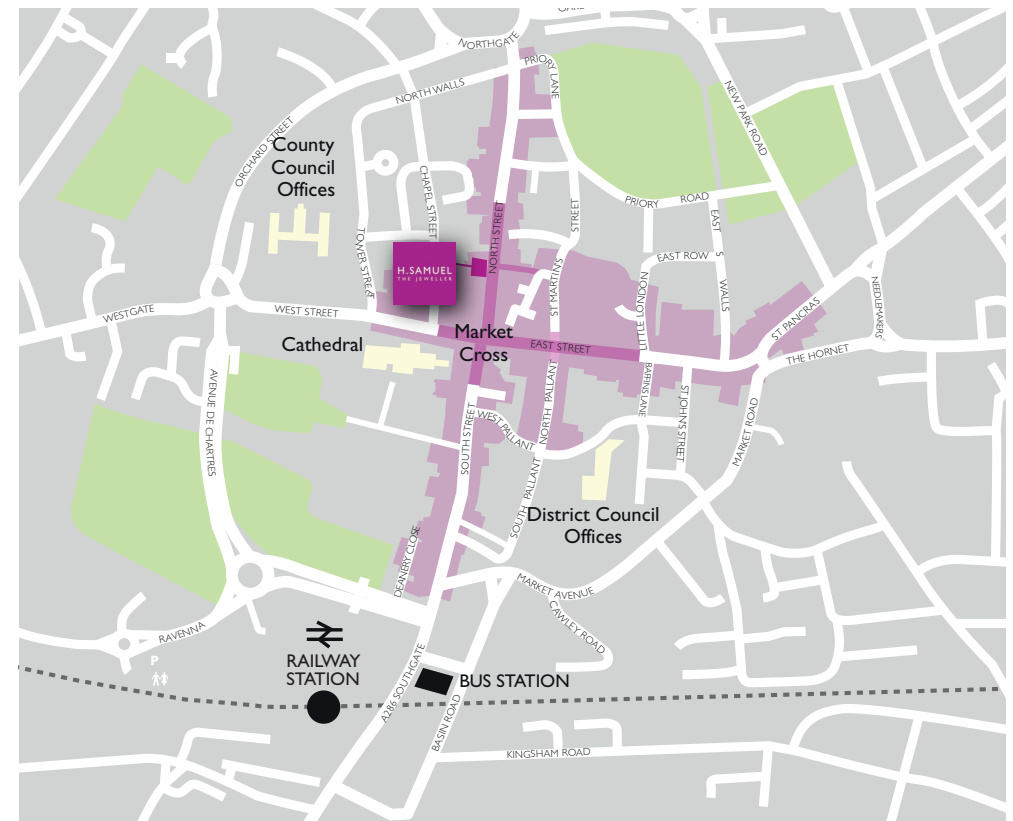 NORTHGATE
PRIORY LANE
NORTH WALLS
NEW PARK ROAD
ORCHARD STREET
County
Council
Offices
CHAPEL STREET
PRIORY ROAD
NORTH STREET
STREET
EAST
WALLS
TOWER STREET
H.SAMUEL
THE JEWELLER
EAST ROW
ST MARTINS
LITTLE LONDON
ST PANCRAS
NEEDLEMAKERS
WESTGATE
WEST STREET
Market
Cross
Cathedral
EAST STREET
THE HORNET
AVENUE DE CHARTRES
NORTH PALLANT
BAFFINS LANE
ST JOHNS STREET
MARKET ROAD
SOUTH STREET
WEST PALLANT
SOUTH PALLANT
District Council
Offices
DEANERY CLOSE
MARKET AVENUE
CAWLEY ROAD
RAVENNA
P
RAILWAY
STATION
A286 SOUTHGATE
BUS STATION
BASIN ROAD
KINGSHAM ROAD